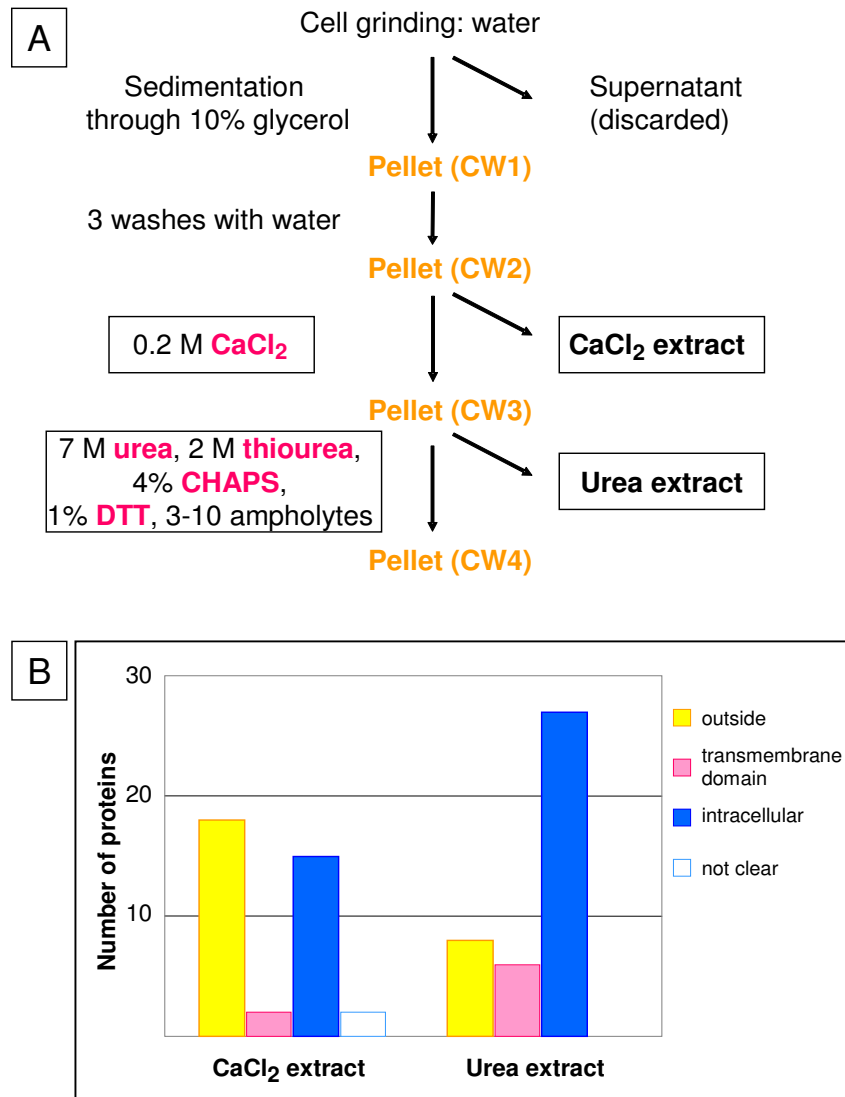 A
Cell grinding: water
Sedimentation
through 10% glycerol
Supernatant
(discarded)
Pellet (CW1)
3 washes with water
Pellet (CW2)
0.2 M CaCl2
CaCl2 extract
Pellet (CW3)
7 M urea, 2 M thiourea,
4% CHAPS,
1% DTT, 3-10 ampholytes
Urea extract
Pellet (CW4)
B
Number of proteins
30
20
10
outside
transmembrane
domain
intracellular
not clear
CaCl2 extract
Urea extract